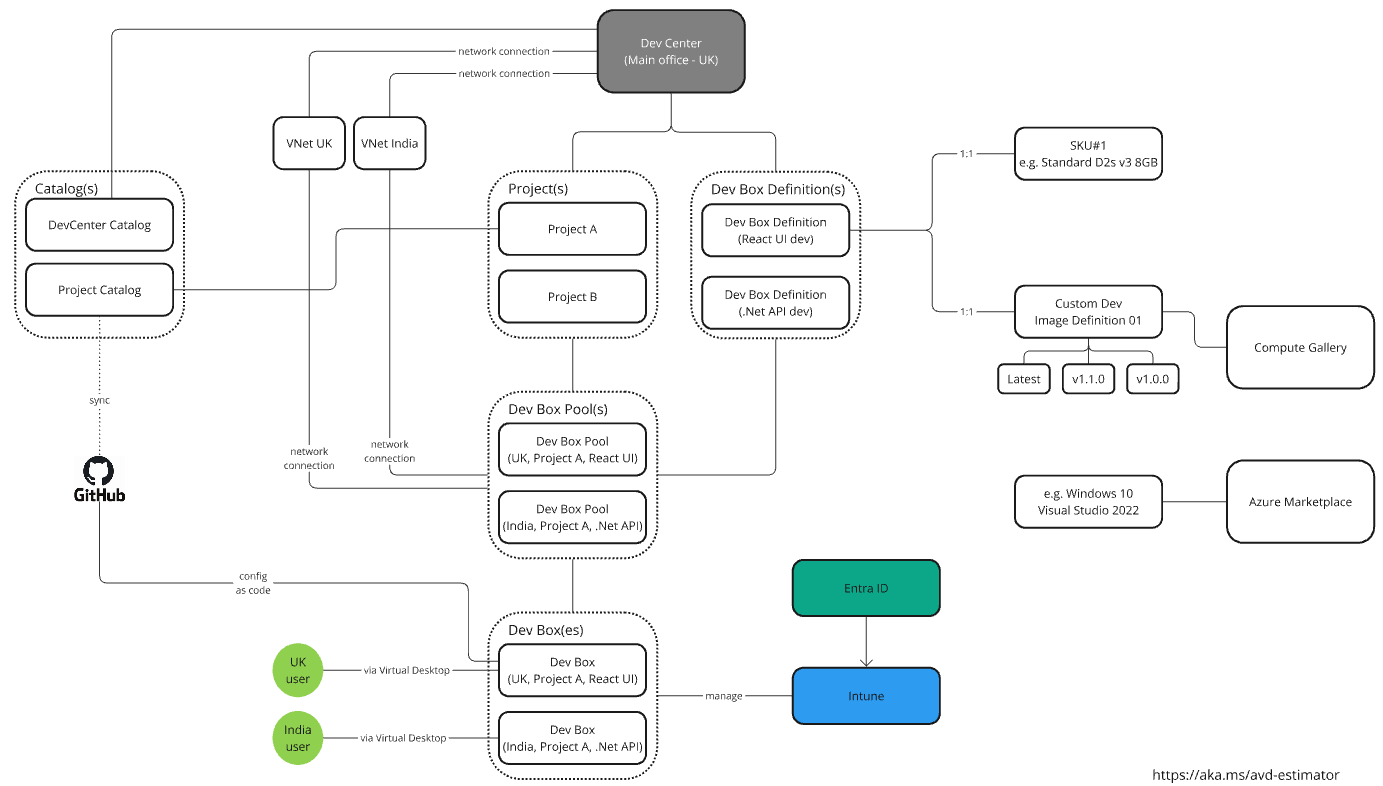 Dev Center
(Main office - UK)
network connection
network connection
VNet UK
VNet India
Catalog(s)
DevCenter Catalog
Project Catalog
sync
GitHub
Project(s)
Project A
Project B
Dev Box Definition(s)
Dev Box Definition
(React UI dev)
Dev Box Definition
(.Net API dev)
1:1
SKU#1
e.g. Standard D2s v3 8GB
1:1
Custom Dev
Image Definition 01
Latest
v1.1.0
v1.0.0
Compute Gallery
network
connection
network
connection
Dev Box Pool(s)
Dev Box Pool
(UK, Project A, React UI)
Dev Box Pool
(India, Project A, .Net API)
e.g. Windows 10
Visual Studio 2022
Azure Marketplace
config
as code
Dev Box(es)
Dev Box
(UK, Project A, React UI)
Dev Box
(India, Project A, .Net API)
UK
user
via Virtual Desktop
India
user
via Virtual Desktop
manage
Entra ID
Intune
https://aka.ms/avd-estimator